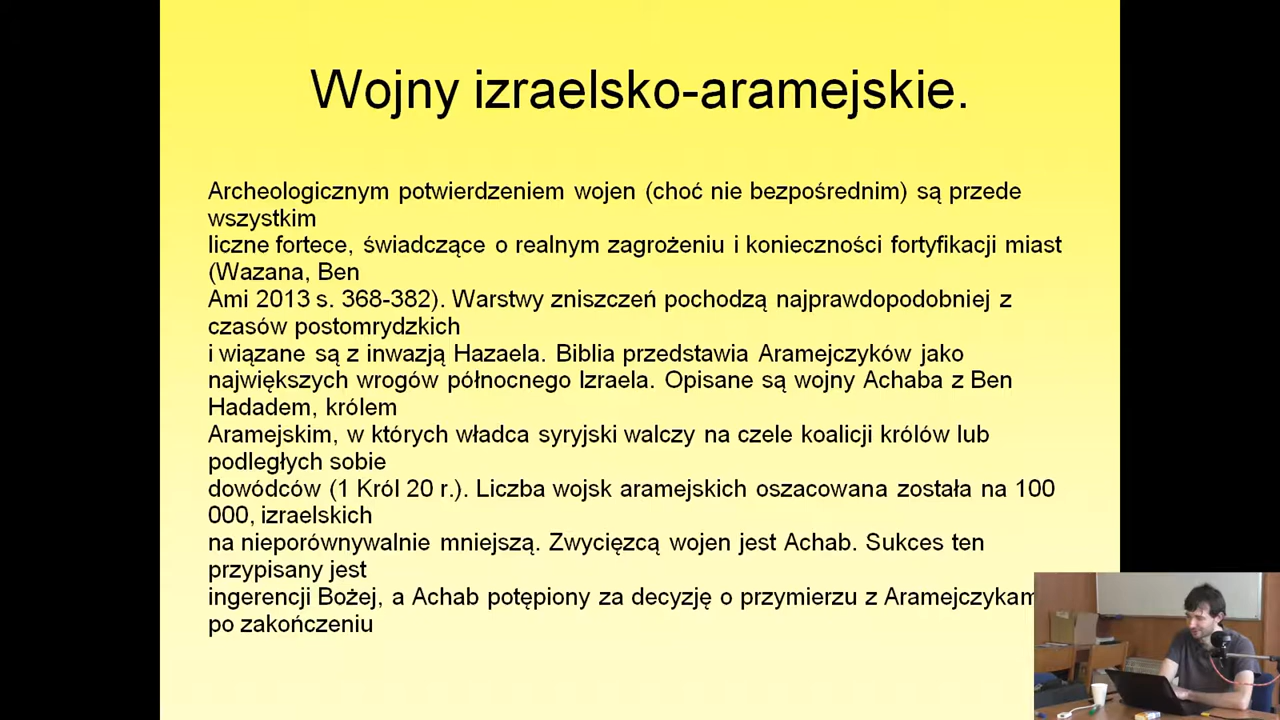 Wojny izraelsko-aramejskie.
Archeologicznym potwierdzeniem wojen (choć nie bezpośrednim) są przede
wszystkim
liczne fortece, świadczące o realnym zagrożeniu i konieczności fortyfikacji miast
(Wazana, Ben
Ami 2013 s. 368-382). Warstwy zniszczeń pochodzą najprawdopodobniej z
czasów postomrydzkich
i wiązane są z inwazją Hazaela. Biblia przedstawia Aramejczyków jako
największych wrogów północnego Izraela. Opisane są wojny Achaba z Ben
Hadadem, królem
Aramejskim, w których władca syryjski walczy na czele koalicji królów lub
podległych sobie
dowódców (1 Król 20 r.). Liczba wojsk aramejskich oszacowana została na 100
000, izraelskich
na nieporównywalnie mniejszą. Zwycięzcą wojen jest Achab. Sukces ten
przypisany jest
ingerencji Bożej, a Achab potępiony za decyzję o przymierzu z Aramejczykam
po zakończeniu